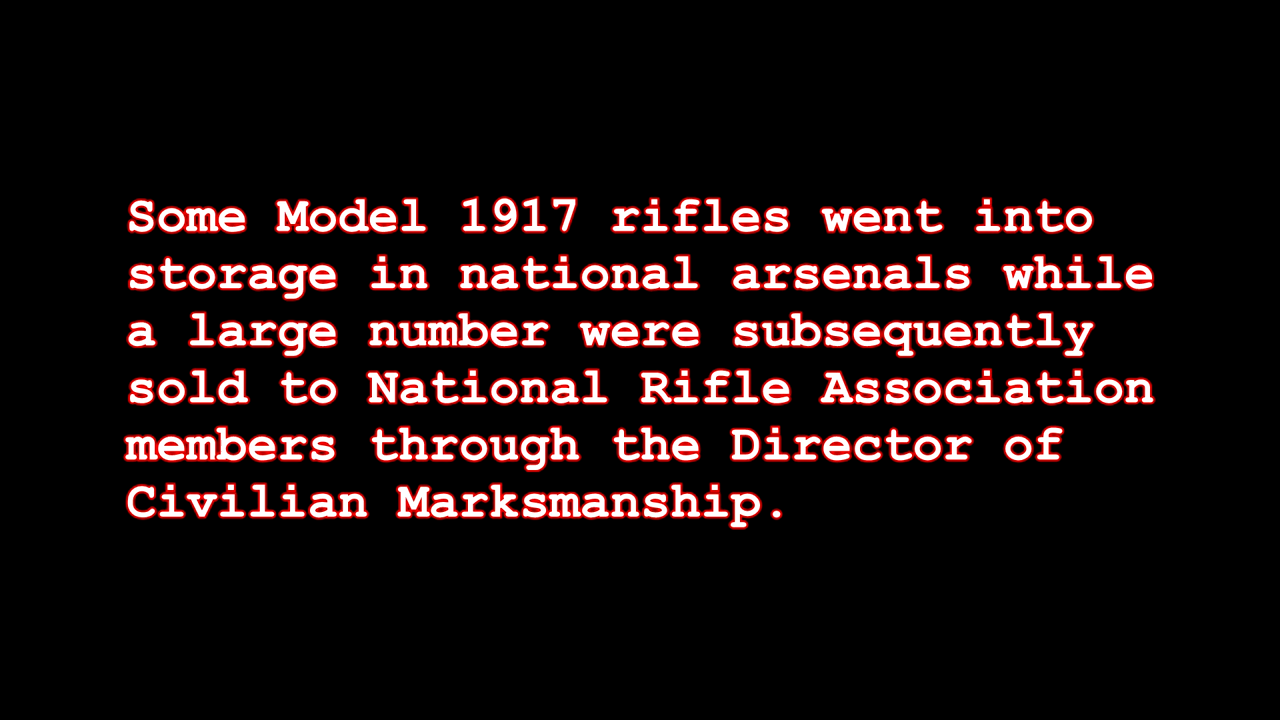 Some Model 1917 rifles went into
storage in national arsenals while
a large number were subsequently
sold to National Rifle Association
members through the Director of
Civilian Marksmanship.